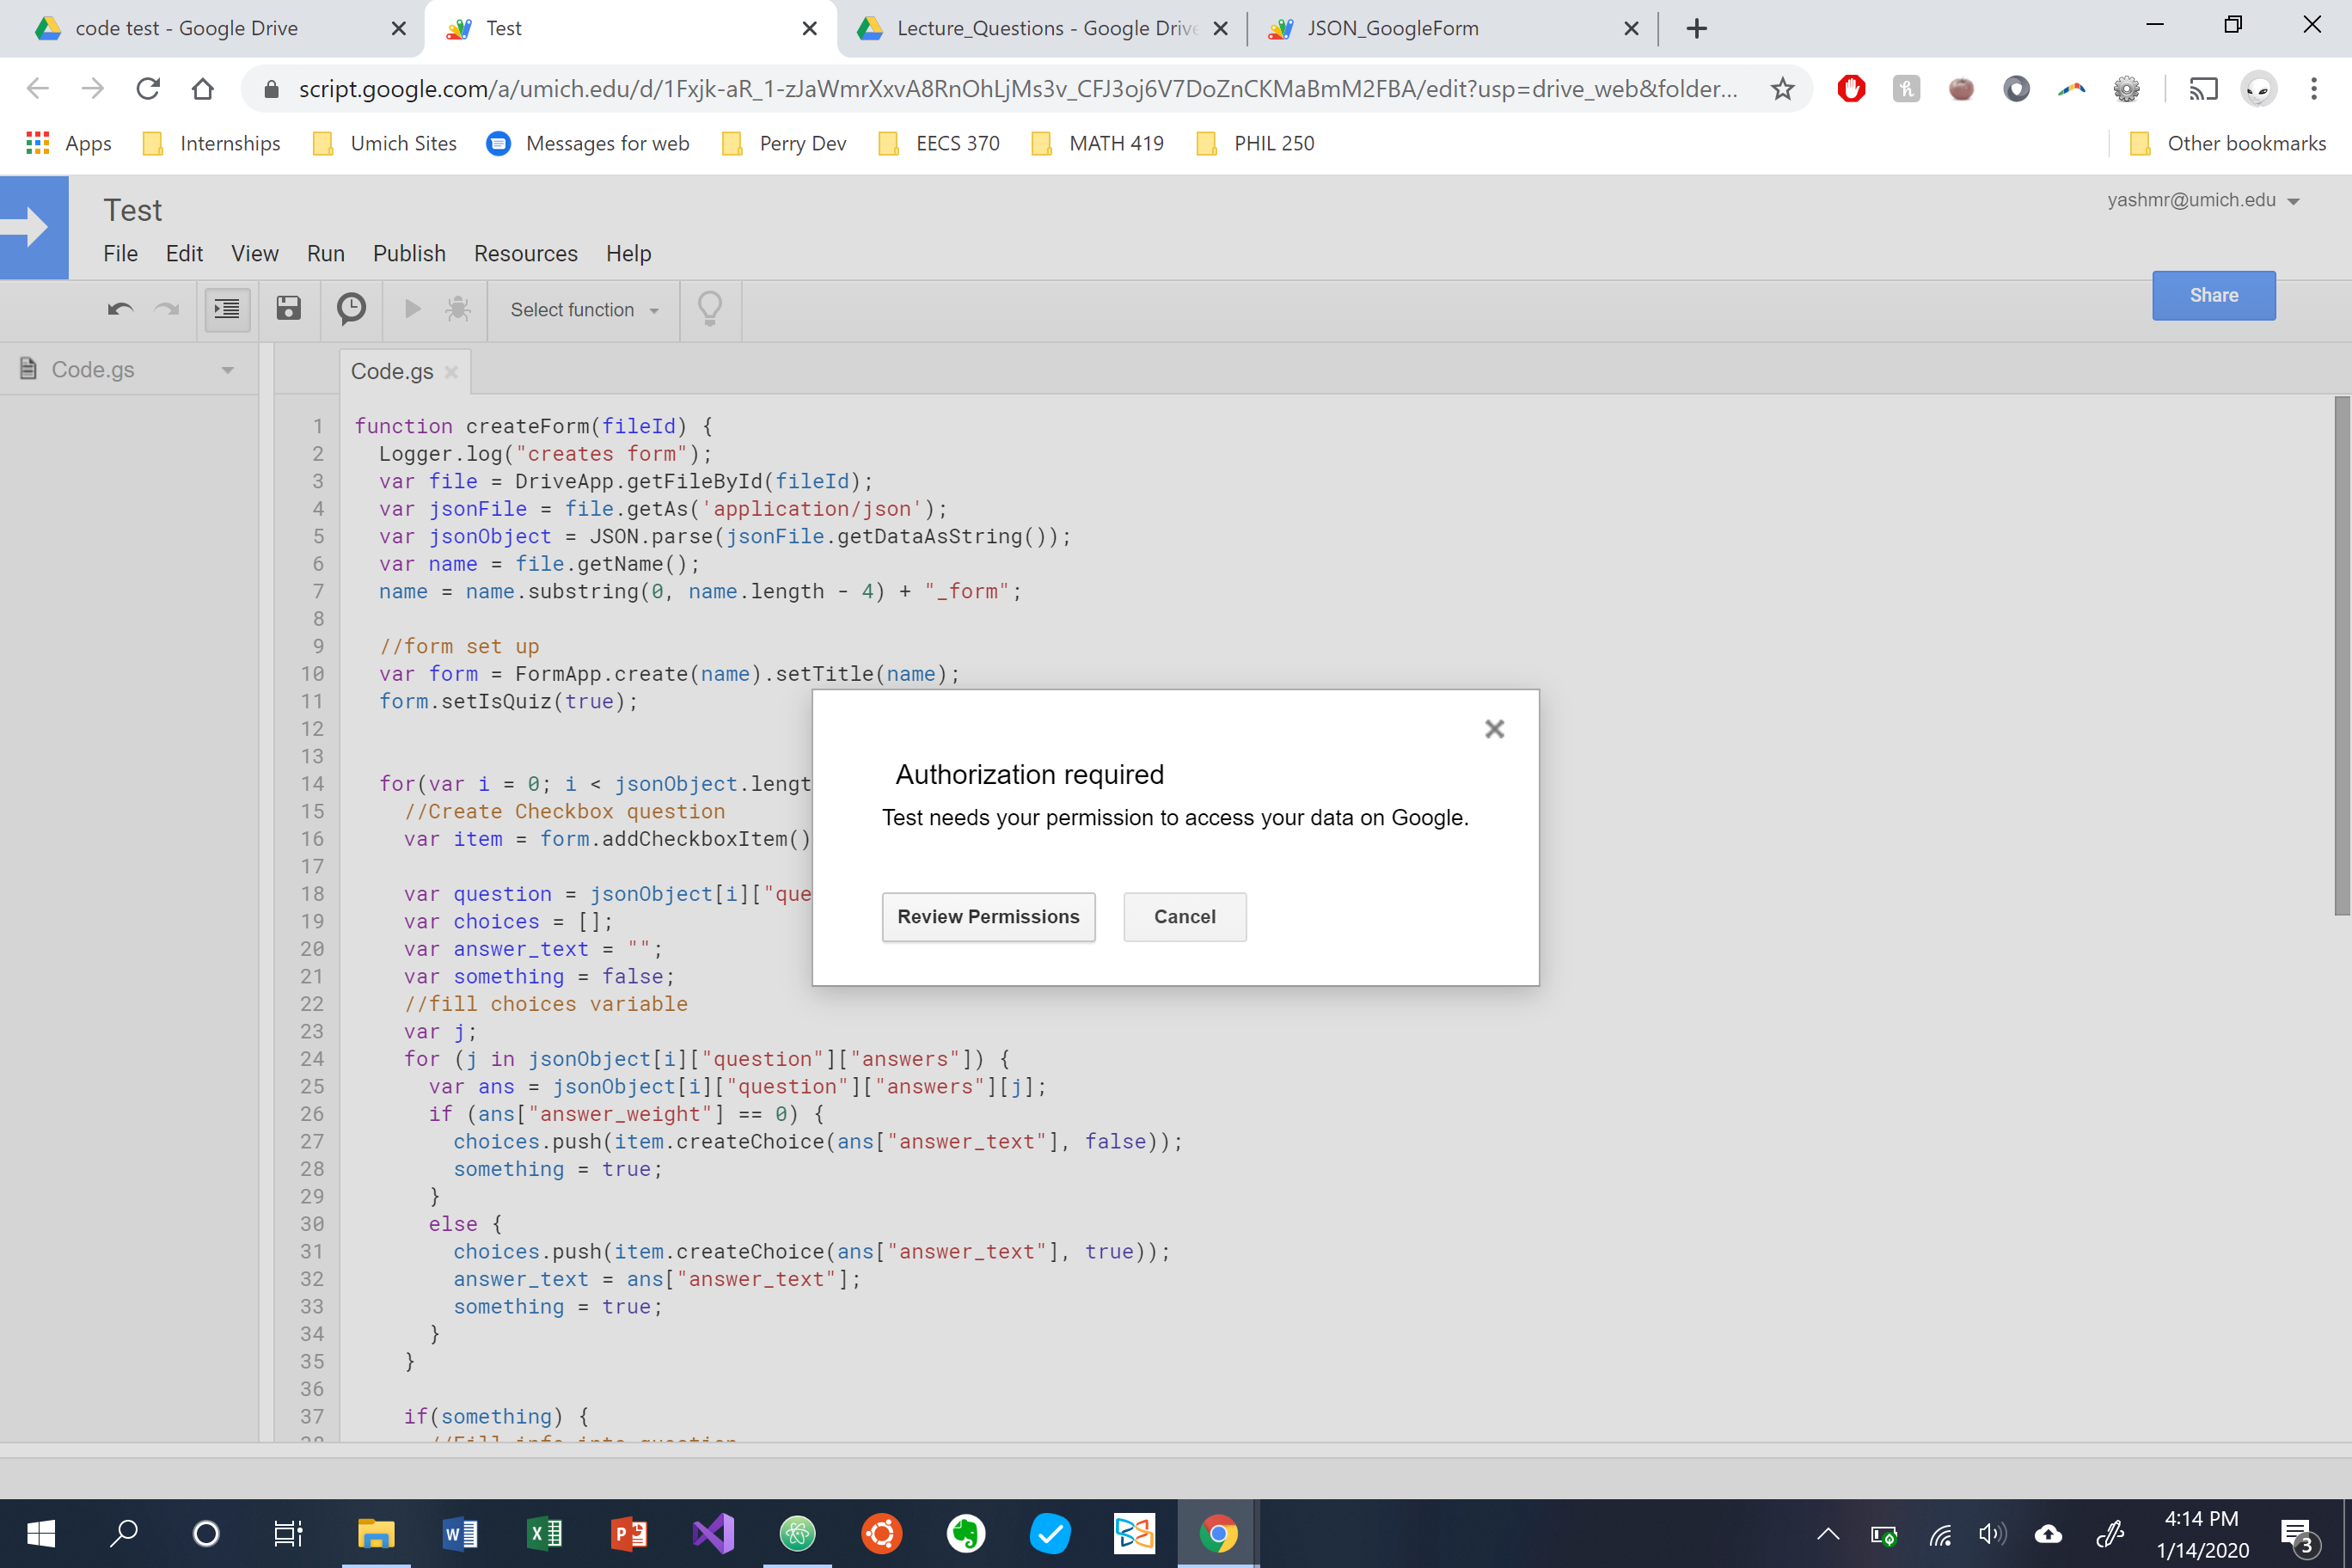 code test - Google Drive
Test
Lecture_Questions - Google Drive
JSON_GoogleForm
script.google.com/a/umich.edu/d/1Fxjk-aR_1-zJaWmrXxvA8RnOhLjMs3v_CFJ3oj6V7DoZnCKMaBmM2FBA/edit?usp=drive_web&folder...
Apps
Internships
Umich Sites
Messages for web
Perry Dev
EECS 370
MATH 419
PHIL 250
Other bookmarks
Test
yashmr@umich.edu
File Edit View Run Publish Resources Help
Share
Select function
Code.gs
Code.gs
1 function createForm(fileId) {
2 Logger.log("creates form");
3 var file = DriveApp.getFileById(fileId);
4 var jsonFile = file.getAs('application/json');
5 var jsonObject = JSON.parse(jsonFile.getDataAsString());
6 var name = file.getName();
7 name = name.substring(0, name.length - 4) + "_form";
8
9 //form set up
10 var form = FormApp.create(name).setTitle(name);
11 form.setIsQuiz(true);
12
13
14 for(var i = 0; i < jsonObject.lengt
15 //Create Checkbox question
16 var item = form.addCheckboxItem()
17
18 var question = jsonObject[i]["que
19 var choices = [];
20 var answer_text = "";
21 var something = false;
22 //fill choices variable
23 var j;
24 for (j in jsonObject[i]["question"]["answers"]) {
25 var ans = jsonObject[i]["question"]["answers"][j];
26 if (ans["answer_weight"] == 0) {
27 choices.push(item.createChoice(ans["answer_text"], false));
28 something = true;
29 }
30 else {
31 choices.push(item.createChoice(ans["answer_text"], true));
32 answer_text = ans["answer_text"];
33 something = true;
34 }
35 }
36
37 if(something) {
38 //Fill info into question
Authorization required
Test needs your permission to access your data on Google.
Review Permissions
Cancel
4:14 PM
1/14/2020
3